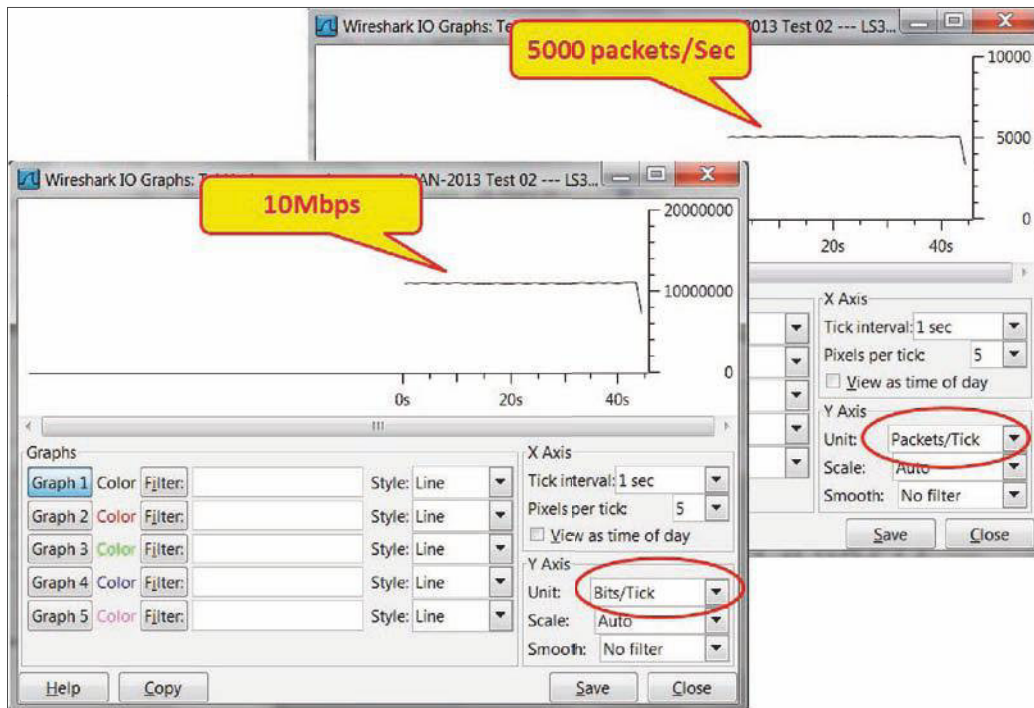 Wireshark IO Graphs: Te
013 Test 02 --- LS3...
5000 packets/Sec
10000
5000
0
20s
40s
X Axis
Tick interval: 1 sec
Pixels per tick: 5
View as time of day
Y Axis
Unit: Packets/Tick
Scale: Auto
Smooth: No filter
Save
Close
Wireshark IO Graphs:
AN-2013 Test 02 --- LS3...
10Mbps
20000000
10000000
0
0s
20s
40s
Graphs
Graph 1 Color Filter: Style: Line
Graph 2 Color Filter: Style: Line
Graph 3 Color Filter: Style: Line
Graph 4 Color Filter: Style: Line
Graph 5 Color Filter: Style: Line
X Axis
Tick interval: 1 sec
Pixels per tick: 5
View as time of day
Y Axis
Unit: Bits/Tick
Scale: Auto
Smooth: No filter
Help
Copy
Save
Close